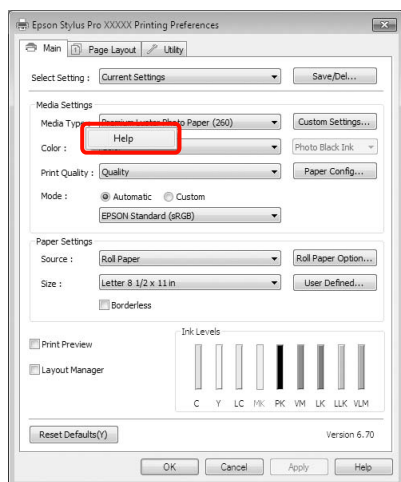 Epson Stylus Pro XXXXX Printing Preferences
Main Page Layout Utility
Select Setting : Current Settings Save/Del...
Media Settings
Media Type : Premium Luster Photo Paper (260) Custom Settings...
Help
Color : Photo Black Ink
Print Quality : Quality Paper Config...
Mode : Automatic Custom
EPSON Standard (sRGB)
Paper Settings
Source : Roll Paper Roll Paper Option...
Size : Letter 8 1/2 x 11 in User Defined...
Borderless
Ink Levels
Print Preview
Layout Manager
C Y LC MK PK VM LK LLK VLM
Reset Defaults(Y) Version 6.70
OK Cancel Apply Help